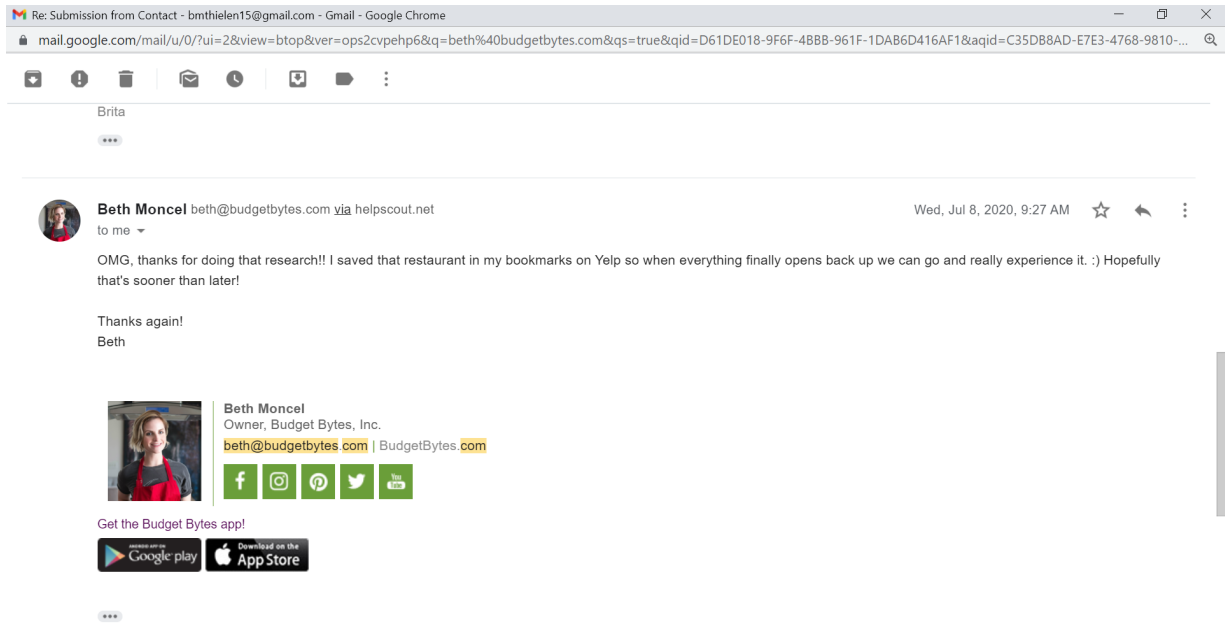 Re: Submission from Contact - bmthielen15@gmail.com - Gmail - Google Chrome
mail.google.com/mail/u/0/?ui=2&view=btop&ver=ops2cvpehp6&q=beth%40budgetbytes.com&qs=true&qid=D61DE018-9F6F-4BBB-961F-1DAB6D416AF1&aqid=C35DB8AD-E7E3-4768-9810-...
Brita
Beth Moncel beth@budgetbytes.com via helpscout.net
Wed, Jul 8, 2020, 9:27 AM
to me
OMG, thanks for doing that research!! I saved that restaurant in my bookmarks on Yelp so when everything finally opens back up we can go and really experience it. :) Hopefully
that's sooner than later!
Thanks again!
Beth
Beth Moncel
Owner, Budget Bytes, Inc.
beth@budgetbytes.com | BudgetBytes.com
You
Tube
Get the Budget Bytes app!
ANDROID APP ON
Google play
Download on the
App Store